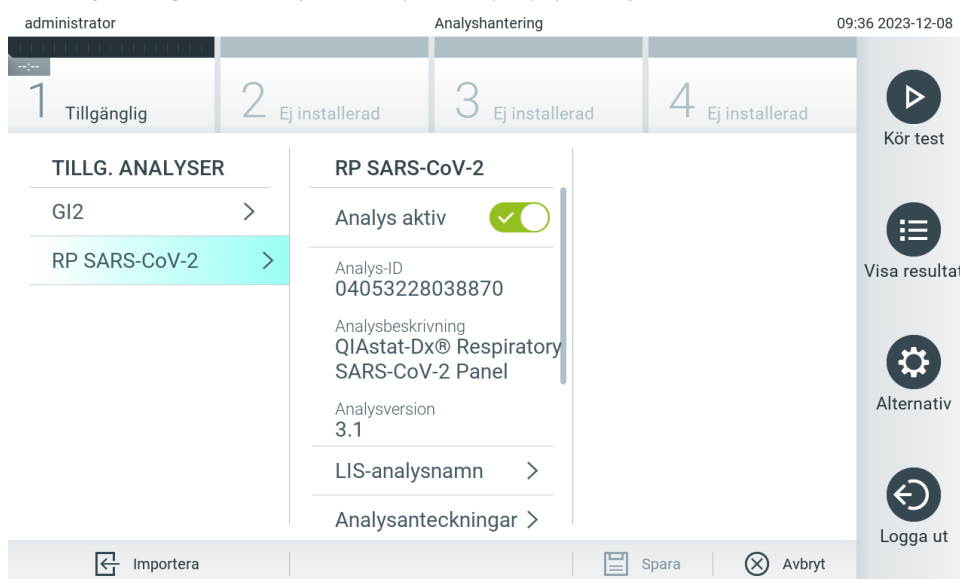 administrator
Analyshantering
09:36 2023-12-08
--:--
1 Tillgänglig
2 Ej installerad
3 Ej installerad
4 Ej installerad
Kör test
TILLG. ANALYSER
GI2
RP SARS-CoV-2
RP SARS-CoV-2
Analys aktiv
Analys-ID
04053228038870
Analysbeskrivning
QIAstat-Dx® Respiratory
SARS-CoV-2 Panel
Analysversion
3.1
LIS-analysnamn
Analysanteckningar
Visa resultat
Alternativ
Logga ut
Importera
Spara
Avbryt